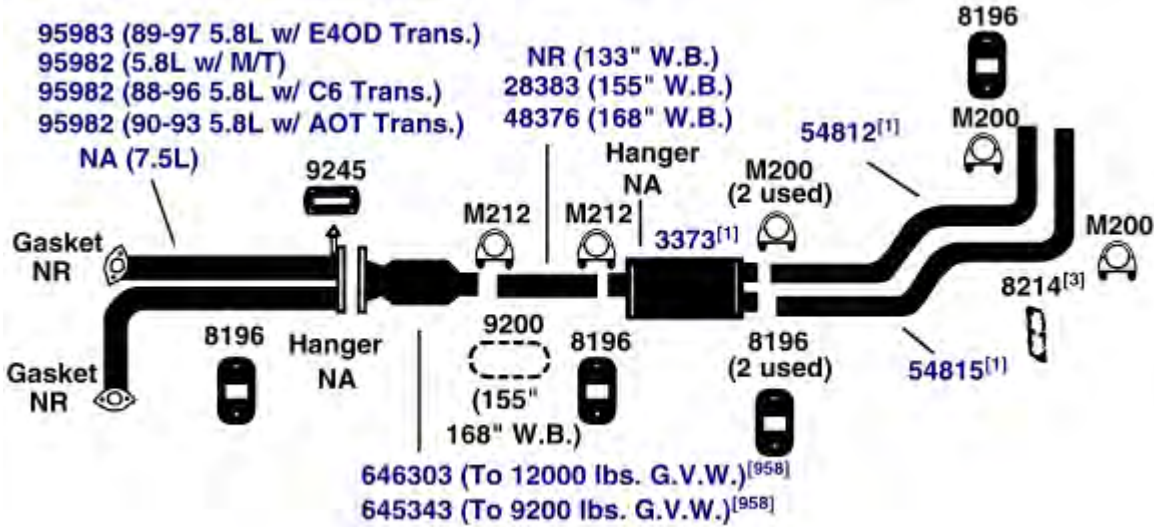 95983 (89-97 5.8L w/ E4OD Trans.)
95982 (5.8L w/ M/T)
95982 (88-96 5.8L w/ C6 Trans.)
95982 (90-93 5.8L w/ AOT Trans.)
NA (7.5L)
NR (133" W.B.)
28383 (155" W.B.)
48376 (168" W.B.)
8196
M200
54812[1]
9245
Hanger
NA
M200
(2 used)
M212
M212
3373[1]
M200
Gasket
NR
8214[3]
8196
Hanger
NA
9200
(155"
168" W.B.)
8196
8196
(2 used)
54815[1]
Gasket
NR
646303 (To 12000 lbs. G.V.W.)[958]
645343 (To 9200 lbs. G.V.W.)[958]